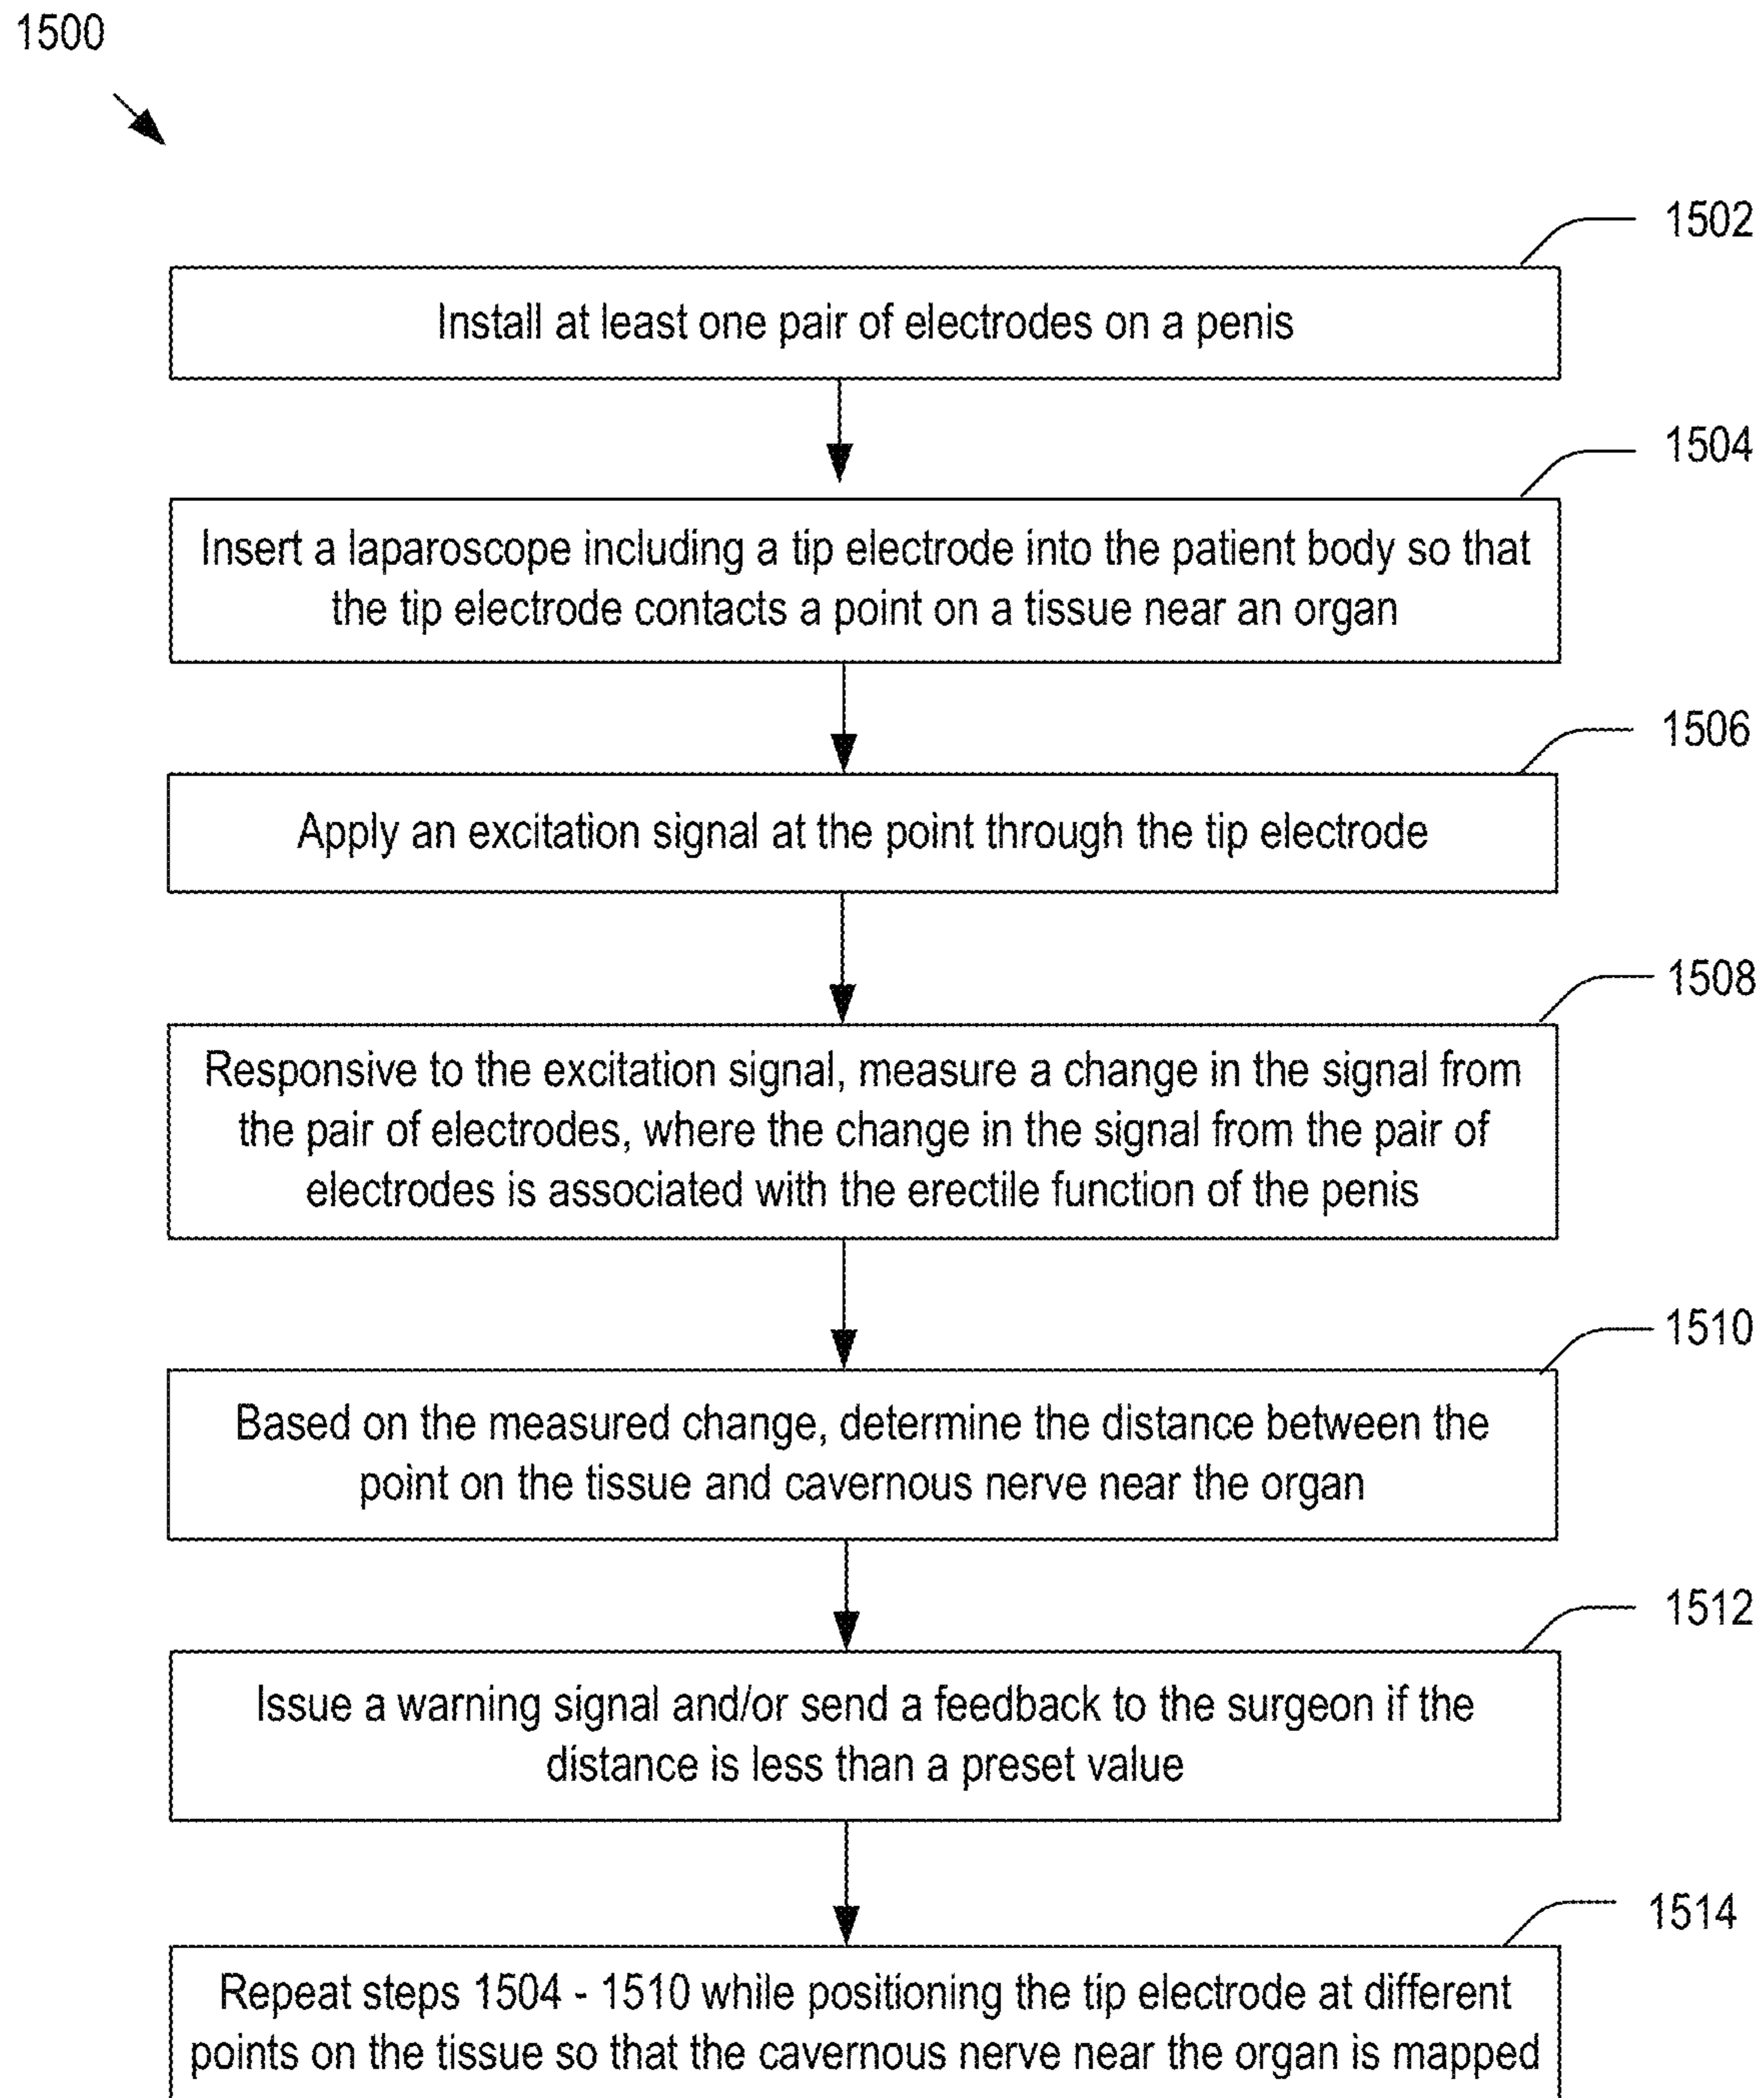 1500
1502
Install at least one pair of electrodes on a penis
1504
Insert a laparoscope including a tip electrode into the patient body so that
the tip electrode contacts a point on a tissue near an organ
1506
Apply an excitation signal at the point through the tip electrode
1508
Responsive to the excitation signal, measure a change in the signal from
the pair of electrodes, where the change in the signal from the pair of
electrodes is associated with the erectile function of the penis
1510
Based on the measured change, determine the distance between the
point on the tissue and cavernous nerve near the organ
1512
Issue a warning signal and/or send a feedback to the surgeon if the
distance is less than a preset value
1514
Repeat steps 1504 - 1510 while positioning the tip electrode at different
points on the tissue so that the cavernous nerve near the organ is mapped